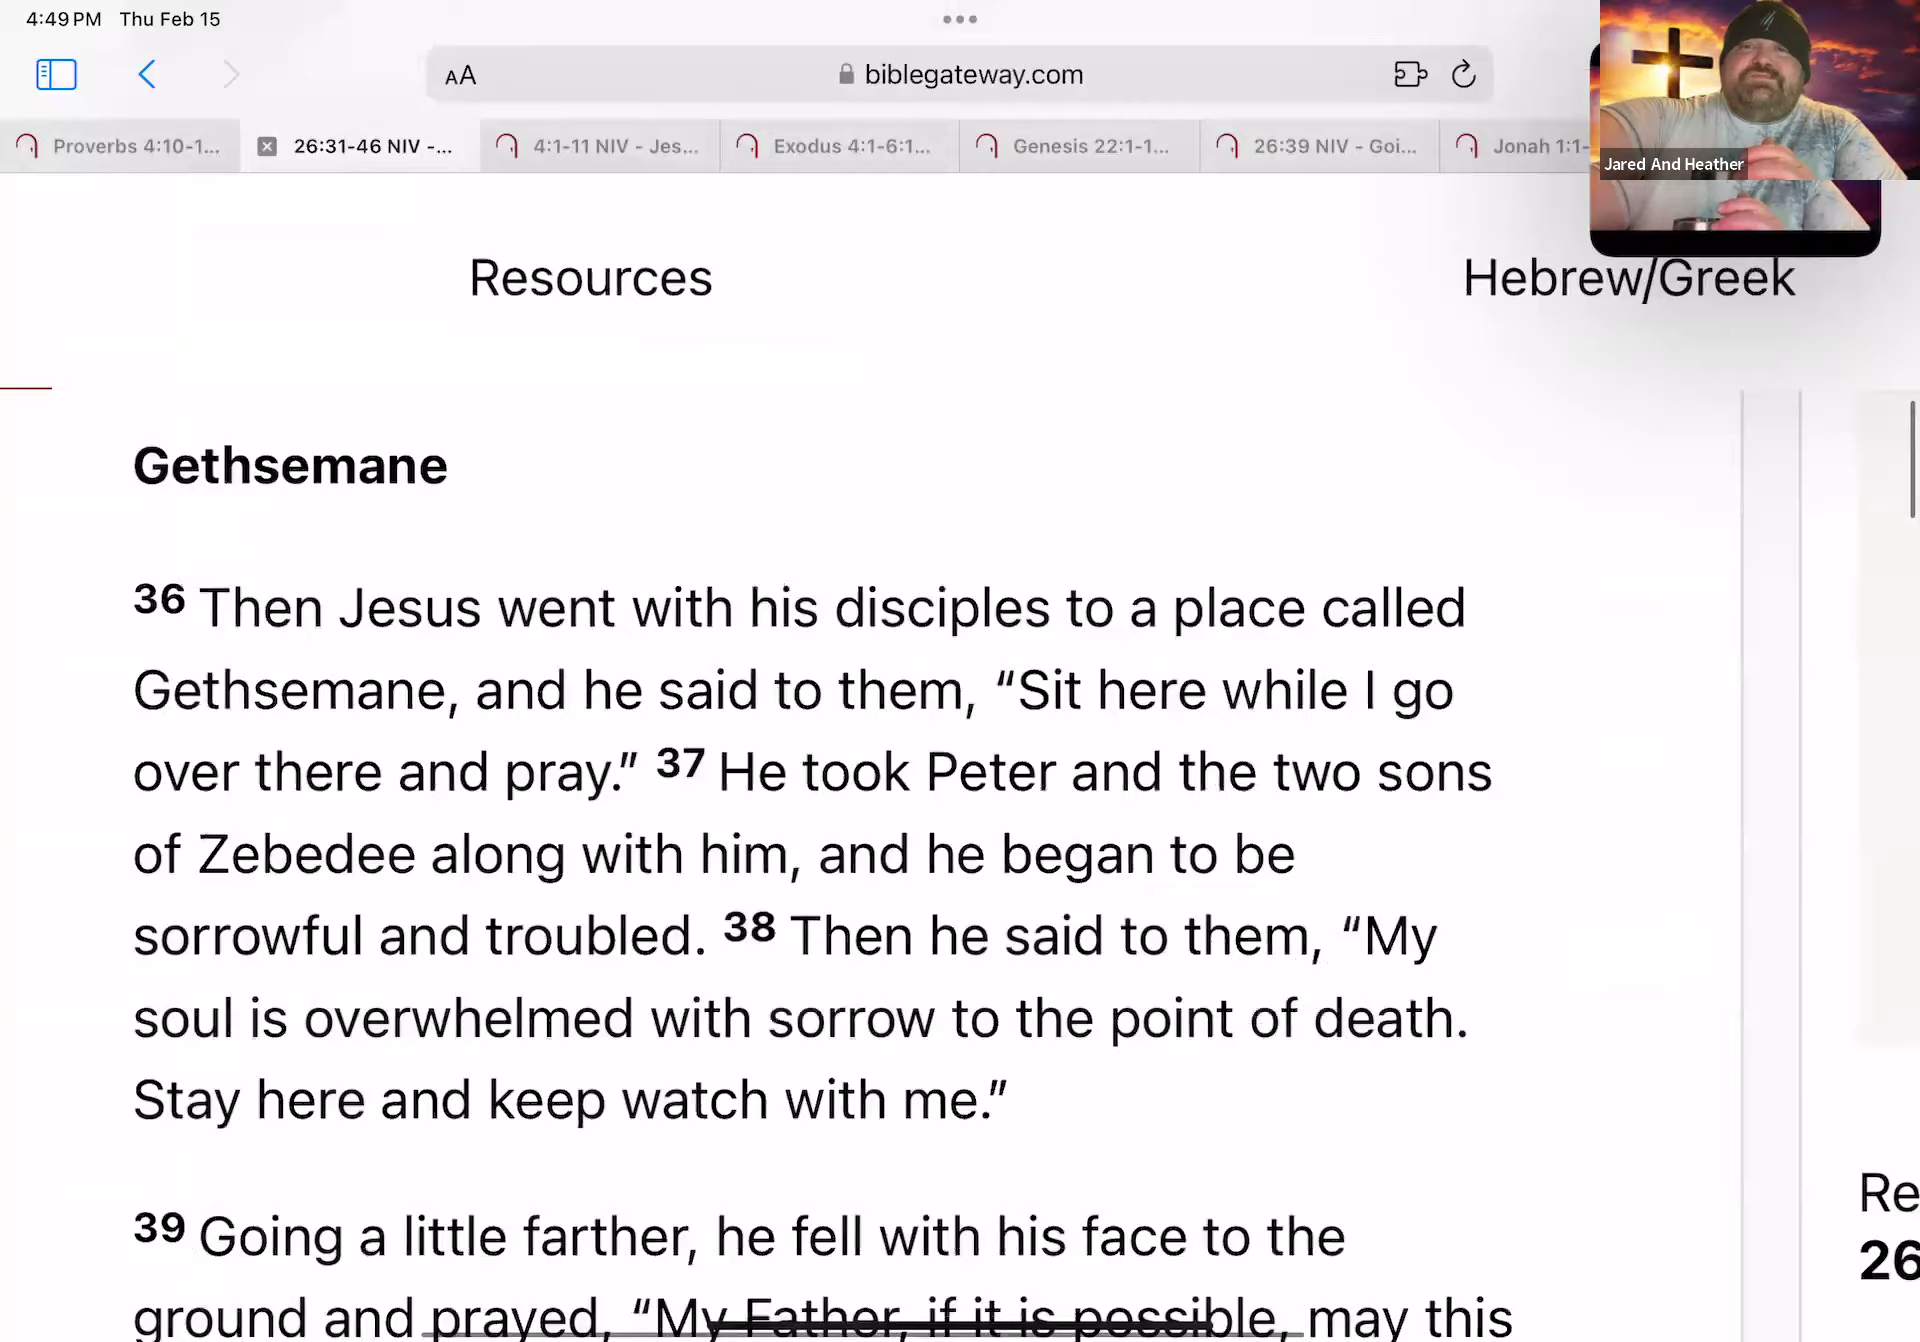 4:49 PM Thu Feb 15
AA biblegateway.com
Proverbs 4:10-1... 26:31-46 NIV -... 4:1-11 NIV - Jes... Exodus 4:1-6:1... Genesis 22:1-1... 26:39 NIV - Goi... Jonah 1:1-
Jared And Heather
Resources Hebrew/Greek
Gethsemane
36 Then Jesus went with his disciples to a place called
Gethsemane, and he said to them, “Sit here while I go
over there and pray.” 37 He took Peter and the two sons
of Zebedee along with him, and he began to be
sorrowful and troubled. 38 Then he said to them, “My
soul is overwhelmed with sorrow to the point of death.
Stay here and keep watch with me.”
39 Going a little farther, he fell with his face to the
ground and prayed, “My Father, if it is possible, may this
Re
26